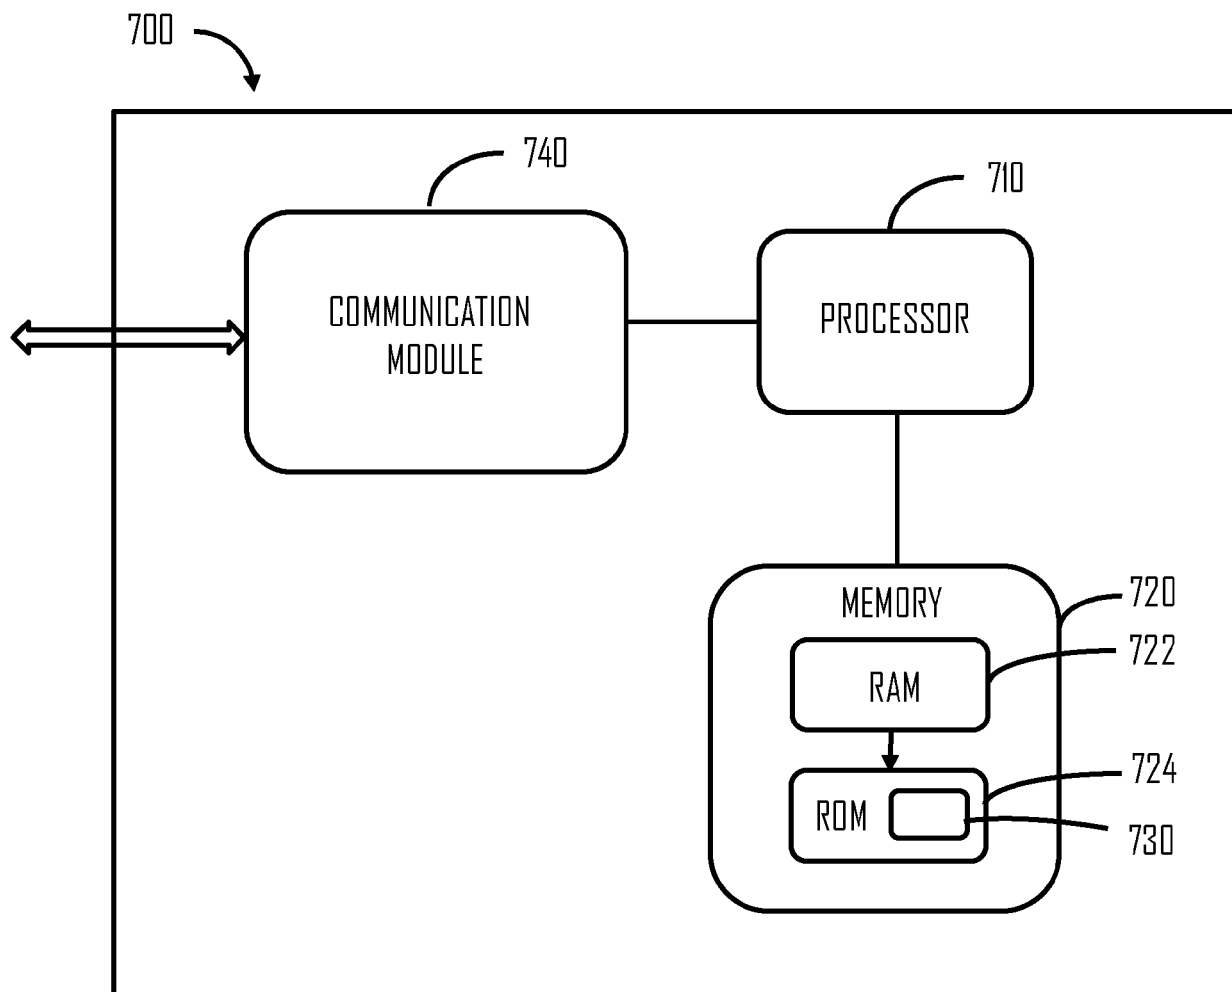 700
740
710
COMMUNICATION
MODULE
PROCESSOR
MEMORY
720
722
RAM
724
ROM
730